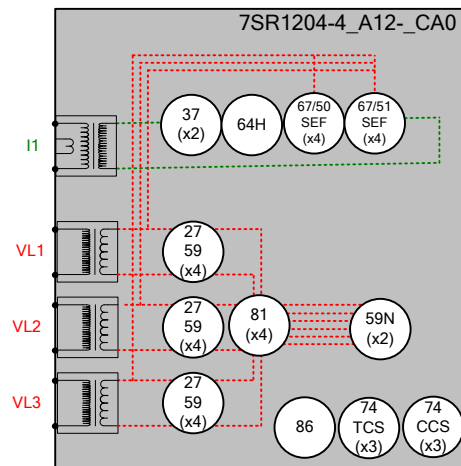 7SR1204-4_A12-_CA0
I1
37
(x2)
64H
67/50
SEF
(x4)
67/51
SEF
(x4)
VL1
27
59
(x4)
VL2
27
59
(x4)
81
(x4)
59N
(x2)
VL3
27
59
(x4)
86
74
TCS
(x3)
74
CCS
(x3)